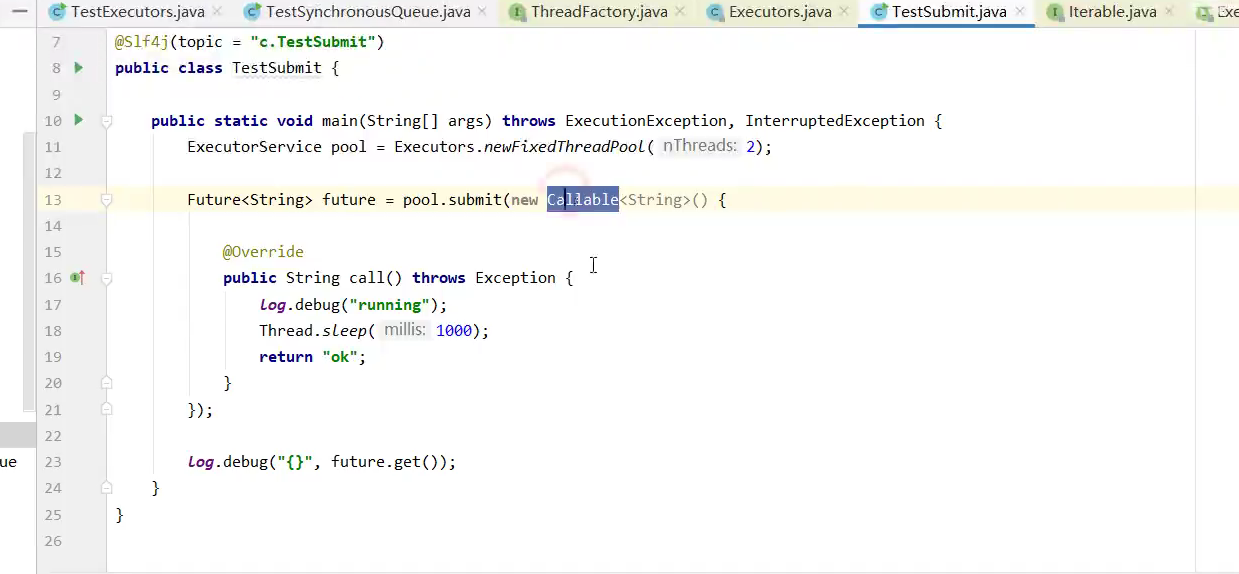 TestExecutors.java TestSynchronousQueue.java ThreadFactory.java Executors.java TestSubmit.java Iterable.java Exe
7 @Slf4j(topic = "c.TestSubmit")
8 public class TestSubmit {
9
10 public static void main(String[] args) throws ExecutionException, InterruptedException {
11 ExecutorService pool = Executors.newFixedThreadPool( nThreads: 2);
12
13 Future<String> future = pool.submit(new Callable<String>() {
14
15 @Override
16 public String call() throws Exception {
17 log.debug("running");
18 Thread.sleep( millis: 1000);
19 return "ok";
20 }
21 });
22
ue
23 log.debug("{}", future.get());
24 }
25 }
26